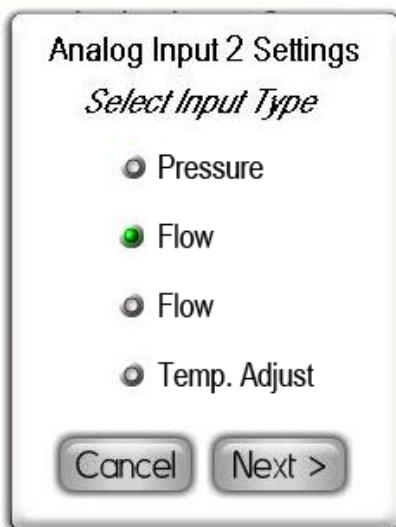 Analog Input 2 Settings
Select Input Type
Pressure
Flow
Flow
Temp. Adjust
Cancel
Next >